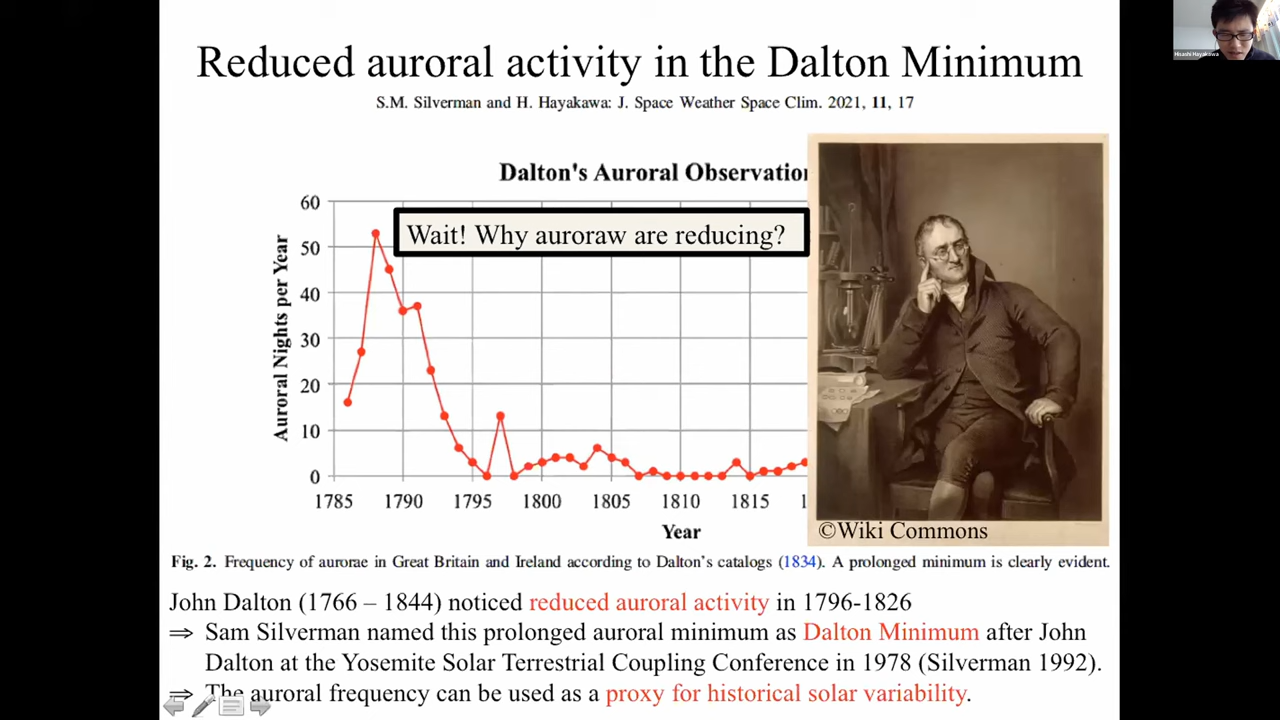 Reduced auroral activity in the Dalton Minimum
S.M. Silverman and H. Hayakawa: J. Space Weather Space Clim. 2021, 11, 17
Hisashi Hayakawa
Dalton's Auroral Observation
Wait! Why auroraw are reducing?
Auroral Nights per Year
60
50
40
30
20
10
0
1785 1790 1795 1800 1805 1810 1815
Year
©Wiki Commons
Fig. 2. Frequency of aurorae in Great Britain and Ireland according to Dalton's catalogs (1834). A prolonged minimum is clearly evident.
John Dalton (1766 – 1844) noticed reduced auroral activity in 1796-1826
⇒ Sam Silverman named this prolonged auroral minimum as Dalton Minimum after John
Dalton at the Yosemite Solar Terrestrial Coupling Conference in 1978 (Silverman 1992).
⇒ The auroral frequency can be used as a proxy for historical solar variability.